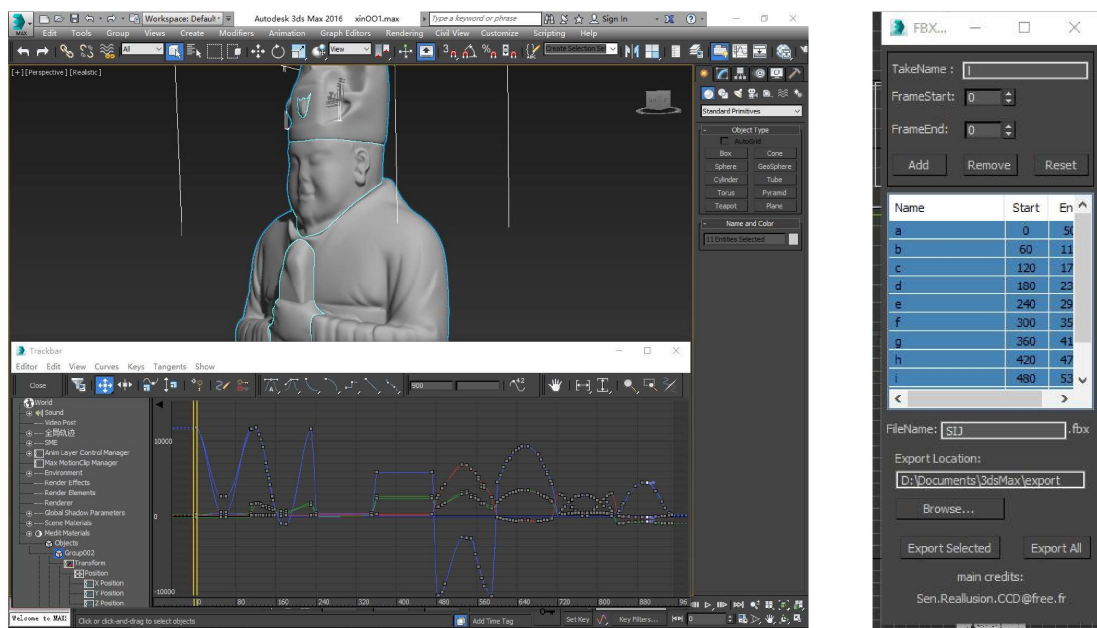 Workspace: Default
Autodesk 3ds Max 2016 xinOO1.max
Type a keyword or phrase
Sign In
MAX
Edit Tools Group Views Create Modifiers Animation Graph Editors Rendering Civil View Customize Scripting Help
All
View
Create Selection Se
[+][Perspective][Realistic]
Standard Primitives
Object Type
AutoGrid
Box Cone
Sphere GeoSphere
Cylinder Tube
Torus Pyramid
Teapot Plane
Name and Color
11 Entities Selected
Trackbar
Editor Edit View Curves Keys Tangents Show
Close
900
World
Sound
Video Post
全局轨迹
SME
Anim Layer Control Manager
Max MotionClip Manager
Environment
Render Effects
Render Elements
Renderer
Global Shadow Parameters
Scene Materials
Medit Materials
Objects
Group002
Transform
Position
X Position
Y Position
Z Position
10000
0
-10000
80 160 240 320 400 480 560 640 720 800 880 96
Welcome to MAX!
Click or click-and-drag to select objects
Add Time Tag
Set Key
Key Filters...
0
FBX...
TakeName :
FrameStart: 0
FrameEnd: 0
Add Remove Reset
Name Start En
a 0 50
b 60 11
c 120 17
d 180 23
e 240 29
f 300 35
g 360 41
h 420 47
i 480 53
FileName: SIJ .fbx
Export Location:
D:\Documents\3dsMax\export
Browse...
Export Selected Export All
main credits:
Sen.Reallusion.CCD@free.fr